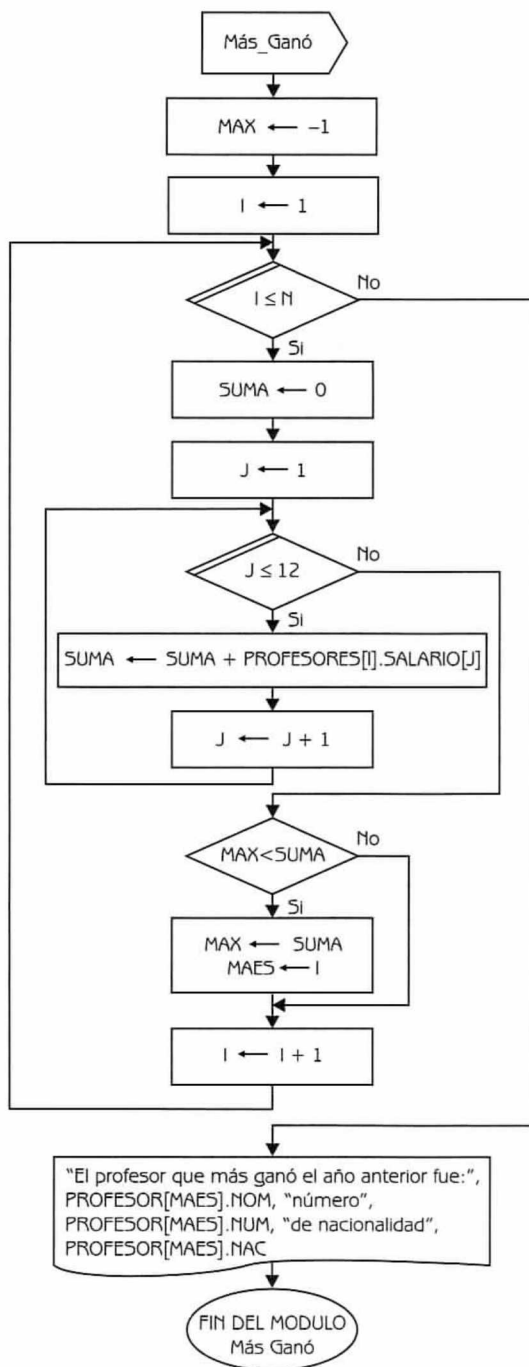 Más_Ganó
MAX ← –1
I ← 1
I ≤ N
No
Si
SUMA ← 0
J ← 1
J ≤ 12
No
Si
SUMA ← SUMA + PROFESORES[I].SALARIO[J]
J ← J + 1
MAX<SUMA
No
Si
MAX ← SUMA
MAES ← I
I ← I + 1
“El profesor que más ganó el año anterior fue:”,
PROFESOR[MAES].NOM, “número”,
PROFESOR[MAES].NUM, “de nacionalidad”,
PROFESOR[MAES].NAC
FIN DEL MODULO
Más Ganó